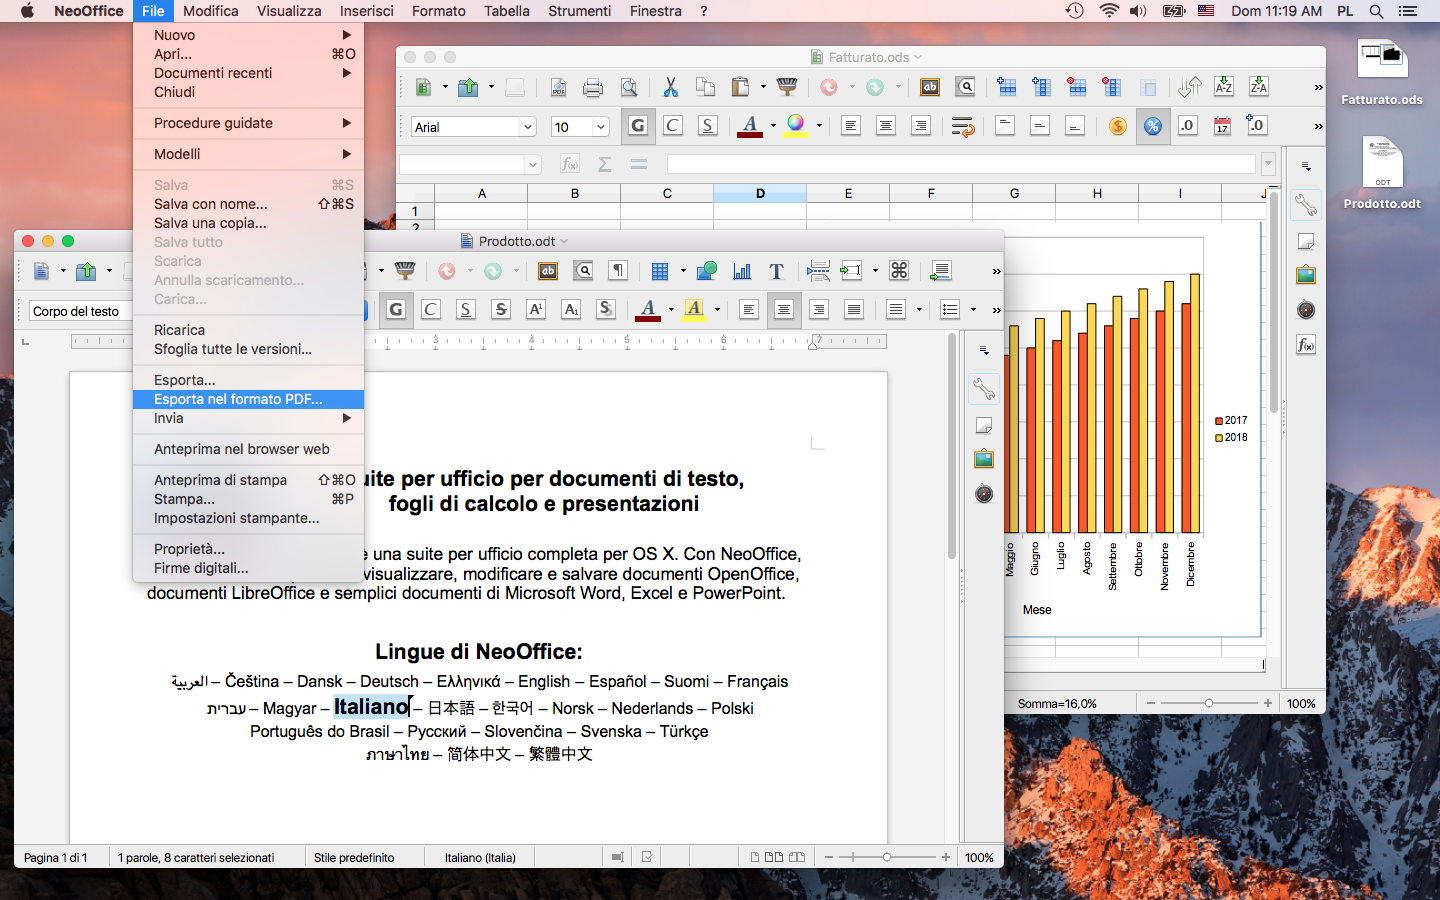 NeoOffice File Modifica Visualizza Inserisci Formato Tabella Strumenti Finestra ? Dom 11:19 AM PL
Nuovo
Apri... ⌘O
Documenti recenti
Chiudi
Procedure guidate
Modelli
Salva ⌘S
Salva con nome... ⇧⌘S
Salva una copia...
Salva tutto
Scarica
Annulla scaricamento...
Carica...
Ricarica
Sfoglia tutte le versioni...
Esporta...
Esporta nel formato PDF...
Invia
Anteprima nel browser web
Anteprima di stampa ⇧⌘O
Stampa... ⌘P
Impostazioni stampante...
Proprietà...
Firme digitali...
Fatturato.ods
Arial 10 G C S A
A B C D E F G H I J
1
2
2017
2018
Maggio Giugno Luglio Agosto Settembre Ottobre Novembre Dicembre
Mese
Somma=16,0% 100%
Fatturato.ods
ODT
Prodotto.odt
Prodotto.odt
Corpo del testo G C S S A¹ A₁ S A A
3 4 5 6 7
uite per ufficio per documenti di testo,
fogli di calcolo e presentazioni
e una suite per ufficio completa per OS X. Con NeoOffice,
visualizzare, modificare e salvare documenti OpenOffice,
documenti LibreOffice e semplici documenti di Microsoft Word, Excel e PowerPoint.
Lingue di NeoOffice:
العربية – Čeština – Dansk – Deutsch – Ελληνικά – English – Español – Suomi – Français
עברית – Magyar – Italiano – 日本語 – 한국어 – Norsk – Nederlands – Polski
Português do Brasil – Русский – Slovenčina – Svenska – Türkçe
ภาษาไทย – 简体中文 – 繁體中文
Pagina 1 di 1 1 parole, 8 caratteri selezionati Stile predefinito Italiano (Italia) 100%